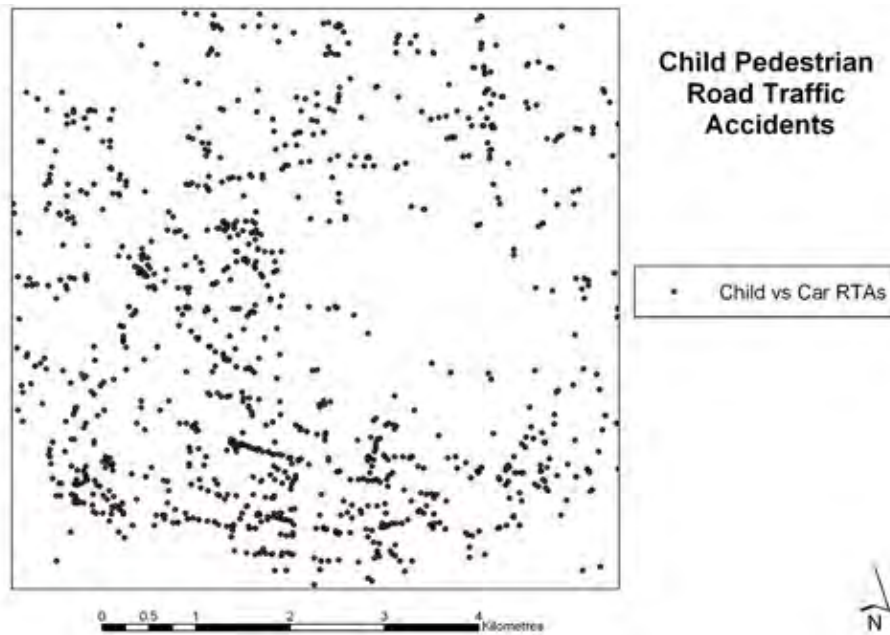 Child Pedestrian
Road Traffic
Accidents
Child vs Car RTAs
0 0.5 1 2 3 4
Kilometres
N